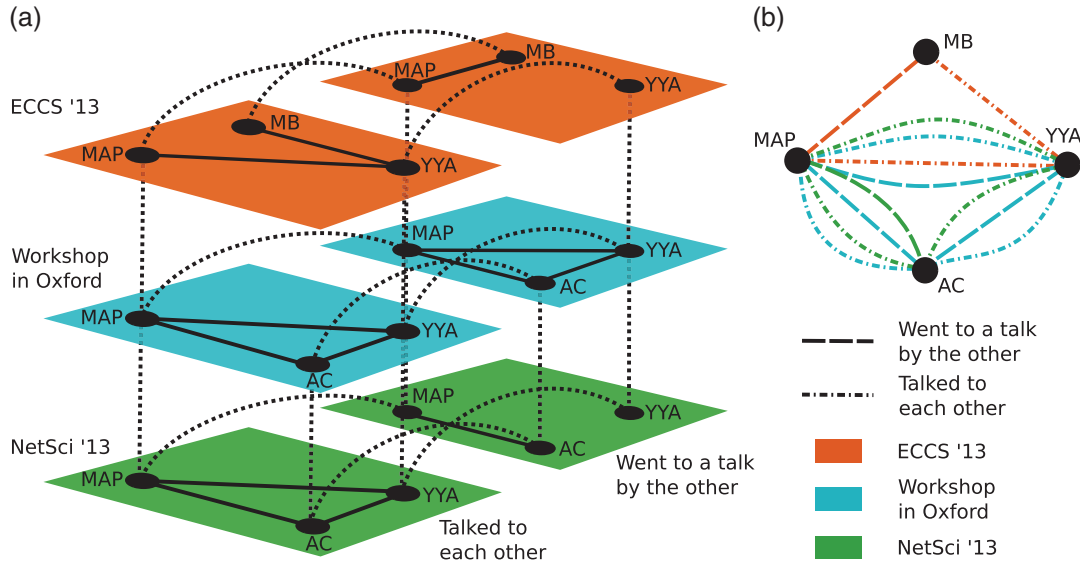 (a)
MB
MAP
YYA
ECCS '13
MB
MAP
YYA
Workshop
in Oxford
MAP
YYA
AC
MAP
YYA
AC
NetSci '13
MAP
YYA
AC
MAP
YYA
AC
Went to a talk
by the other
Talked to
each other
(b)
MB
MAP
YYA
AC
Went to a talk
by the other
Talked to
each other
ECCS '13
Workshop
in Oxford
NetSci '13